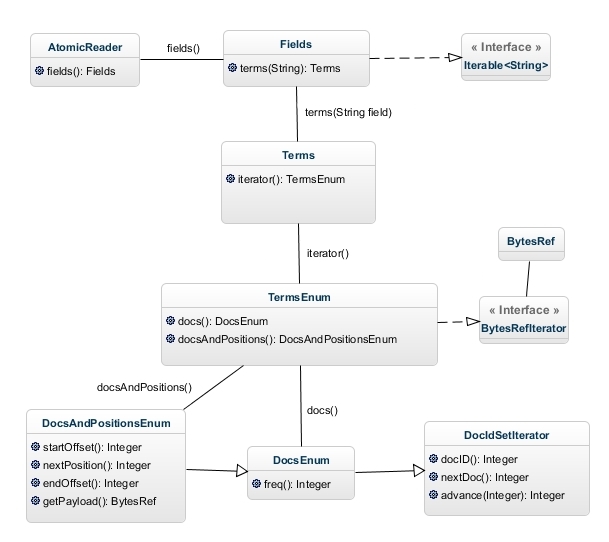 AtomicReader
fields(): Fields
fields()
Fields
terms(String): Terms
« Interface »
Iterable<String>
terms(String field)
Terms
iterator(): TermsEnum
iterator()
BytesRef
TermsEnum
docs(): DocsEnum
docsAndPositions(): DocsAndPositionsEnum
« Interface »
BytesRefIterator
docsAndPositions()
docs()
DocsAndPositionsEnum
startOffset(): Integer
nextPosition(): Integer
endOffset(): Integer
getPayload(): BytesRef
DocsEnum
freq(): Integer
DocIdSetIterator
docID(): Integer
nextDoc(): Integer
advance(Integer): Integer